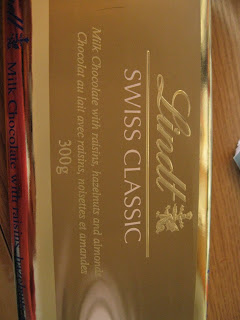 Lindt
SWISS CLASSIC
Milk Chocolate with raisins, hazelnuts and almonds
Chocolat au lait avec raisins, noisettes et amandes
300g
Milk Chocolate with raisins,